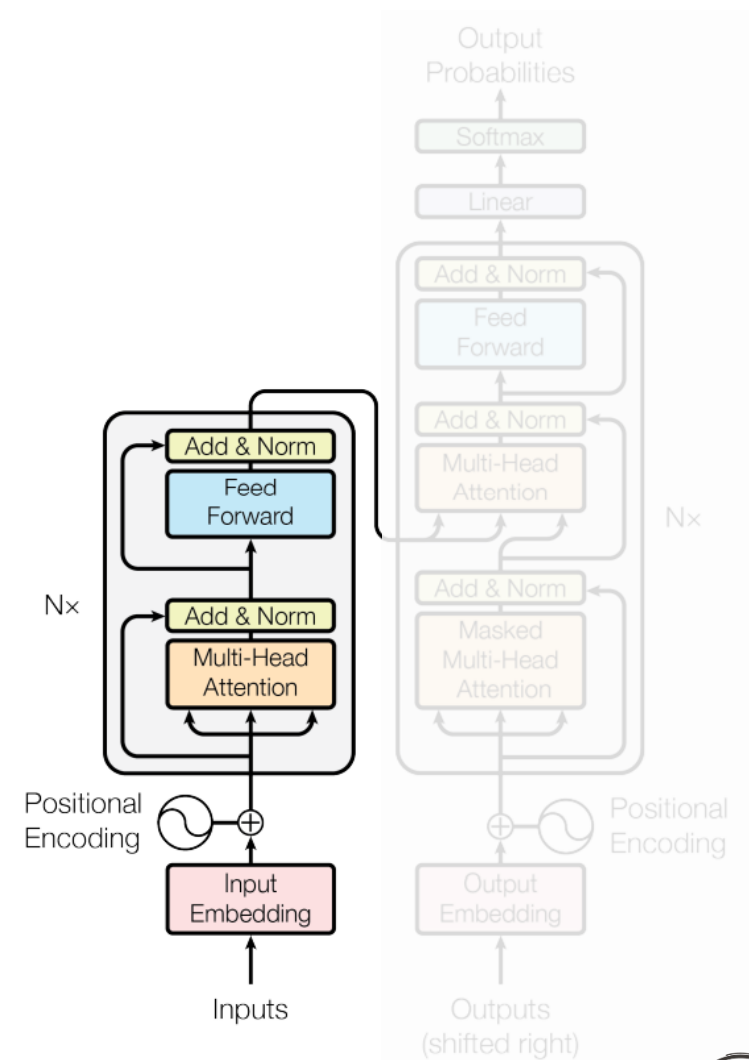 Output
Probabilities
Softmax
Linear
Add & Norm
Feed
Forward
Add & Norm
Multi-Head
Attention
Nx
Add & Norm
Masked
Multi-Head
Attention
Positional
Encoding
Output
Embedding
Outputs
(shifted right)
Add & Norm
Feed
Forward
N×
Add & Norm
Multi-Head
Attention
Positional
Encoding
Input
Embedding
Inputs